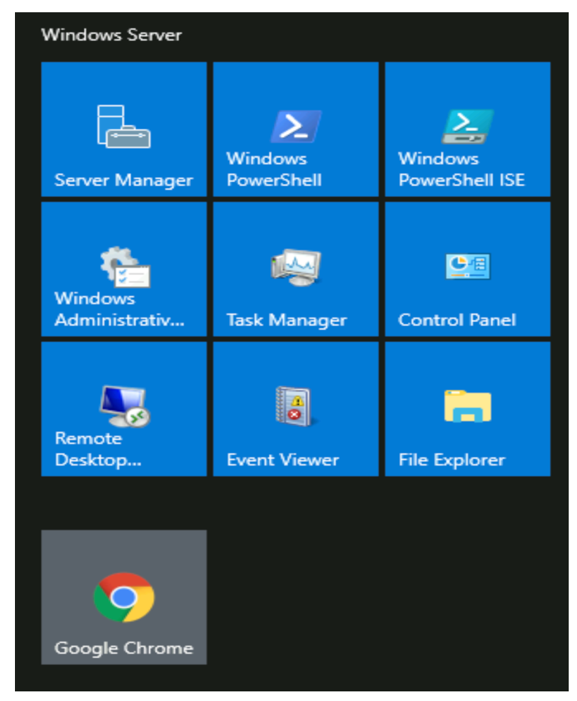 Windows Server
Server Manager
Windows
PowerShell
Windows
PowerShell ISE
Windows
Administrativ...
Task Manager
Control Panel
Remote
Desktop...
Event Viewer
File Explorer
Google Chrome